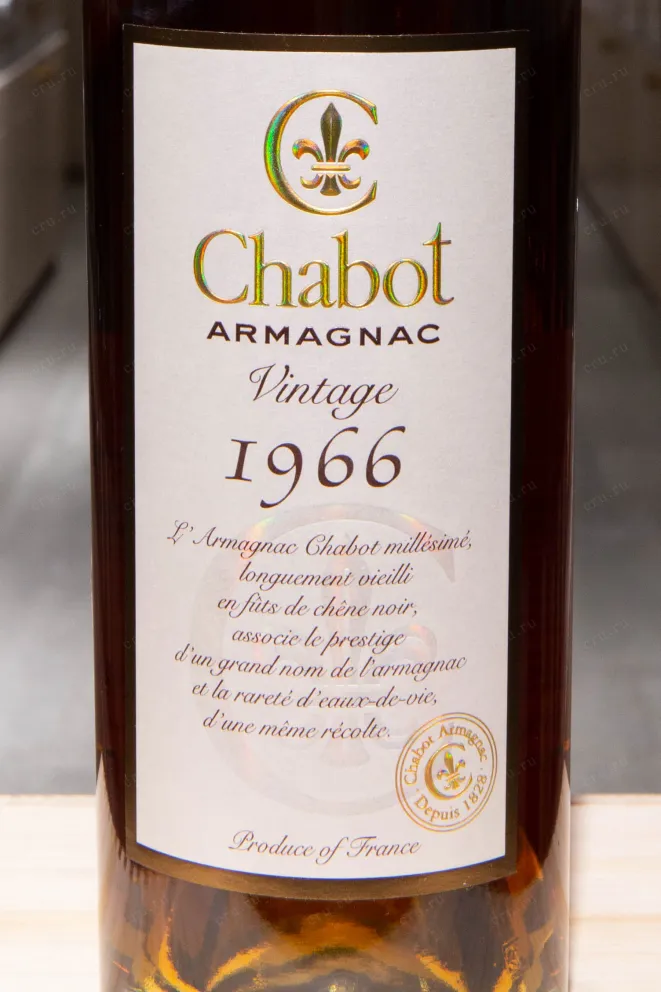 Chabot
ARMAGNAC
Vintage
1966
L'Armagnac Chabot millésimé,
longuement vieilli
en fûts de chêne noir,
associe le prestige
d'un grand nom de l'armagnac
et la rareté d'eaux-de-vie,
d'une même récolte.
Chabot Armagnac
· Depuis 1828 ·
Produce of France
cru.ru